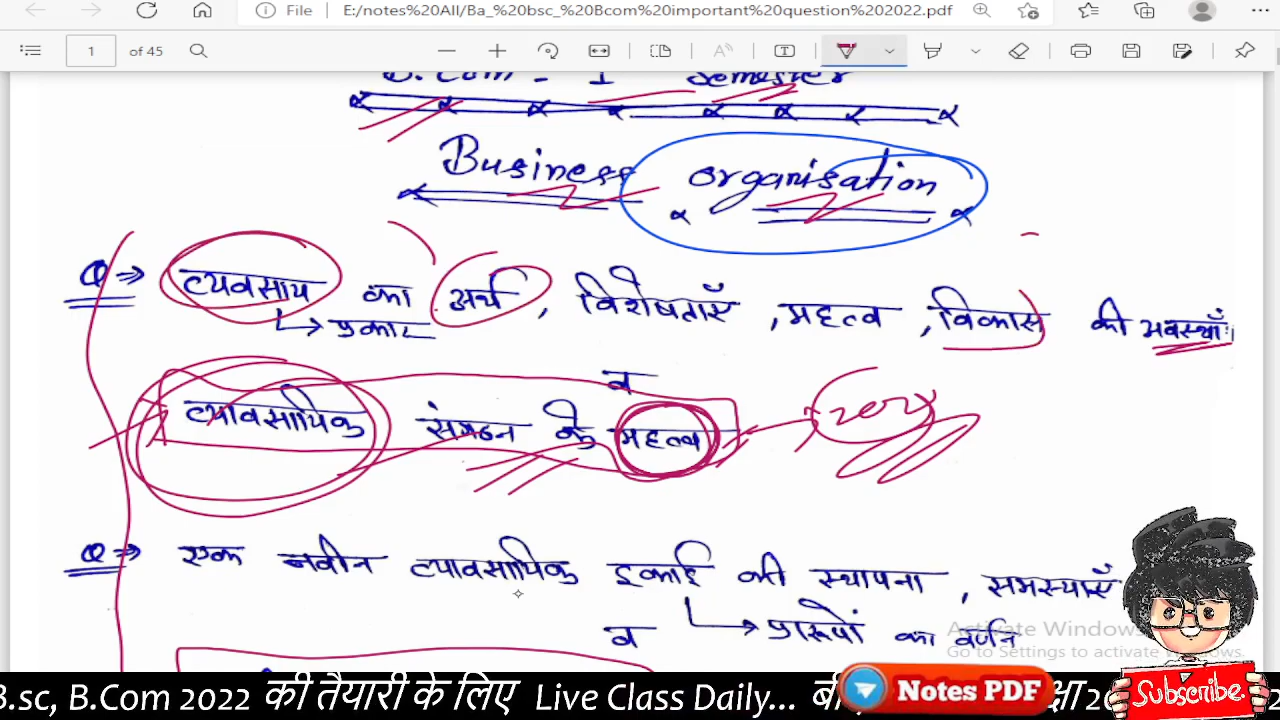 File E:/notes%20All/Ba_%20bsc_%20Bcom%20important%20question%202022.pdf
1 of 45
B.Com - I Semester
Business organisation
Q ⇒ व्यवसाय का अर्थ, विशेषताएँ, महत्व, विकास की अवस्थाँ।
↳ प्रकार
व
व्यावसायिक संगठन के महत्व
Q ⇒ एक नवीन व्यावसायिक इकाई की स्थापना, समस्याएँ
व ↳ प्रारूपों का वर्णन
Activate Windows
Go to Settings to activate Windows.
Notes PDF
B.sc, B.Com 2022 की तैयारी के लिए Live Class Daily...
Subscribe